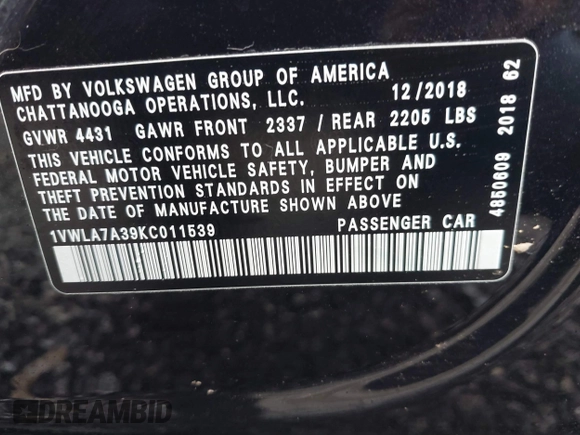 MFD BY VOLKSWAGEN GROUP OF AMERICA
CHATTANOOGA OPERATIONS, LLC. 12/2018
GVWR 4431 GAWR FRONT 2337 / REAR 2205 LBS
THIS VEHICLE CONFORMS TO ALL APPLICABLE U.S.
FEDERAL MOTOR VEHICLE SAFETY, BUMPER AND
THEFT PREVENTION STANDARDS IN EFFECT ON
THE DATE OF MANUFACTURE SHOWN ABOVE
1VWLA7A39KC011539 PASSENGER CAR
4860609 2018 62
DREAMBID